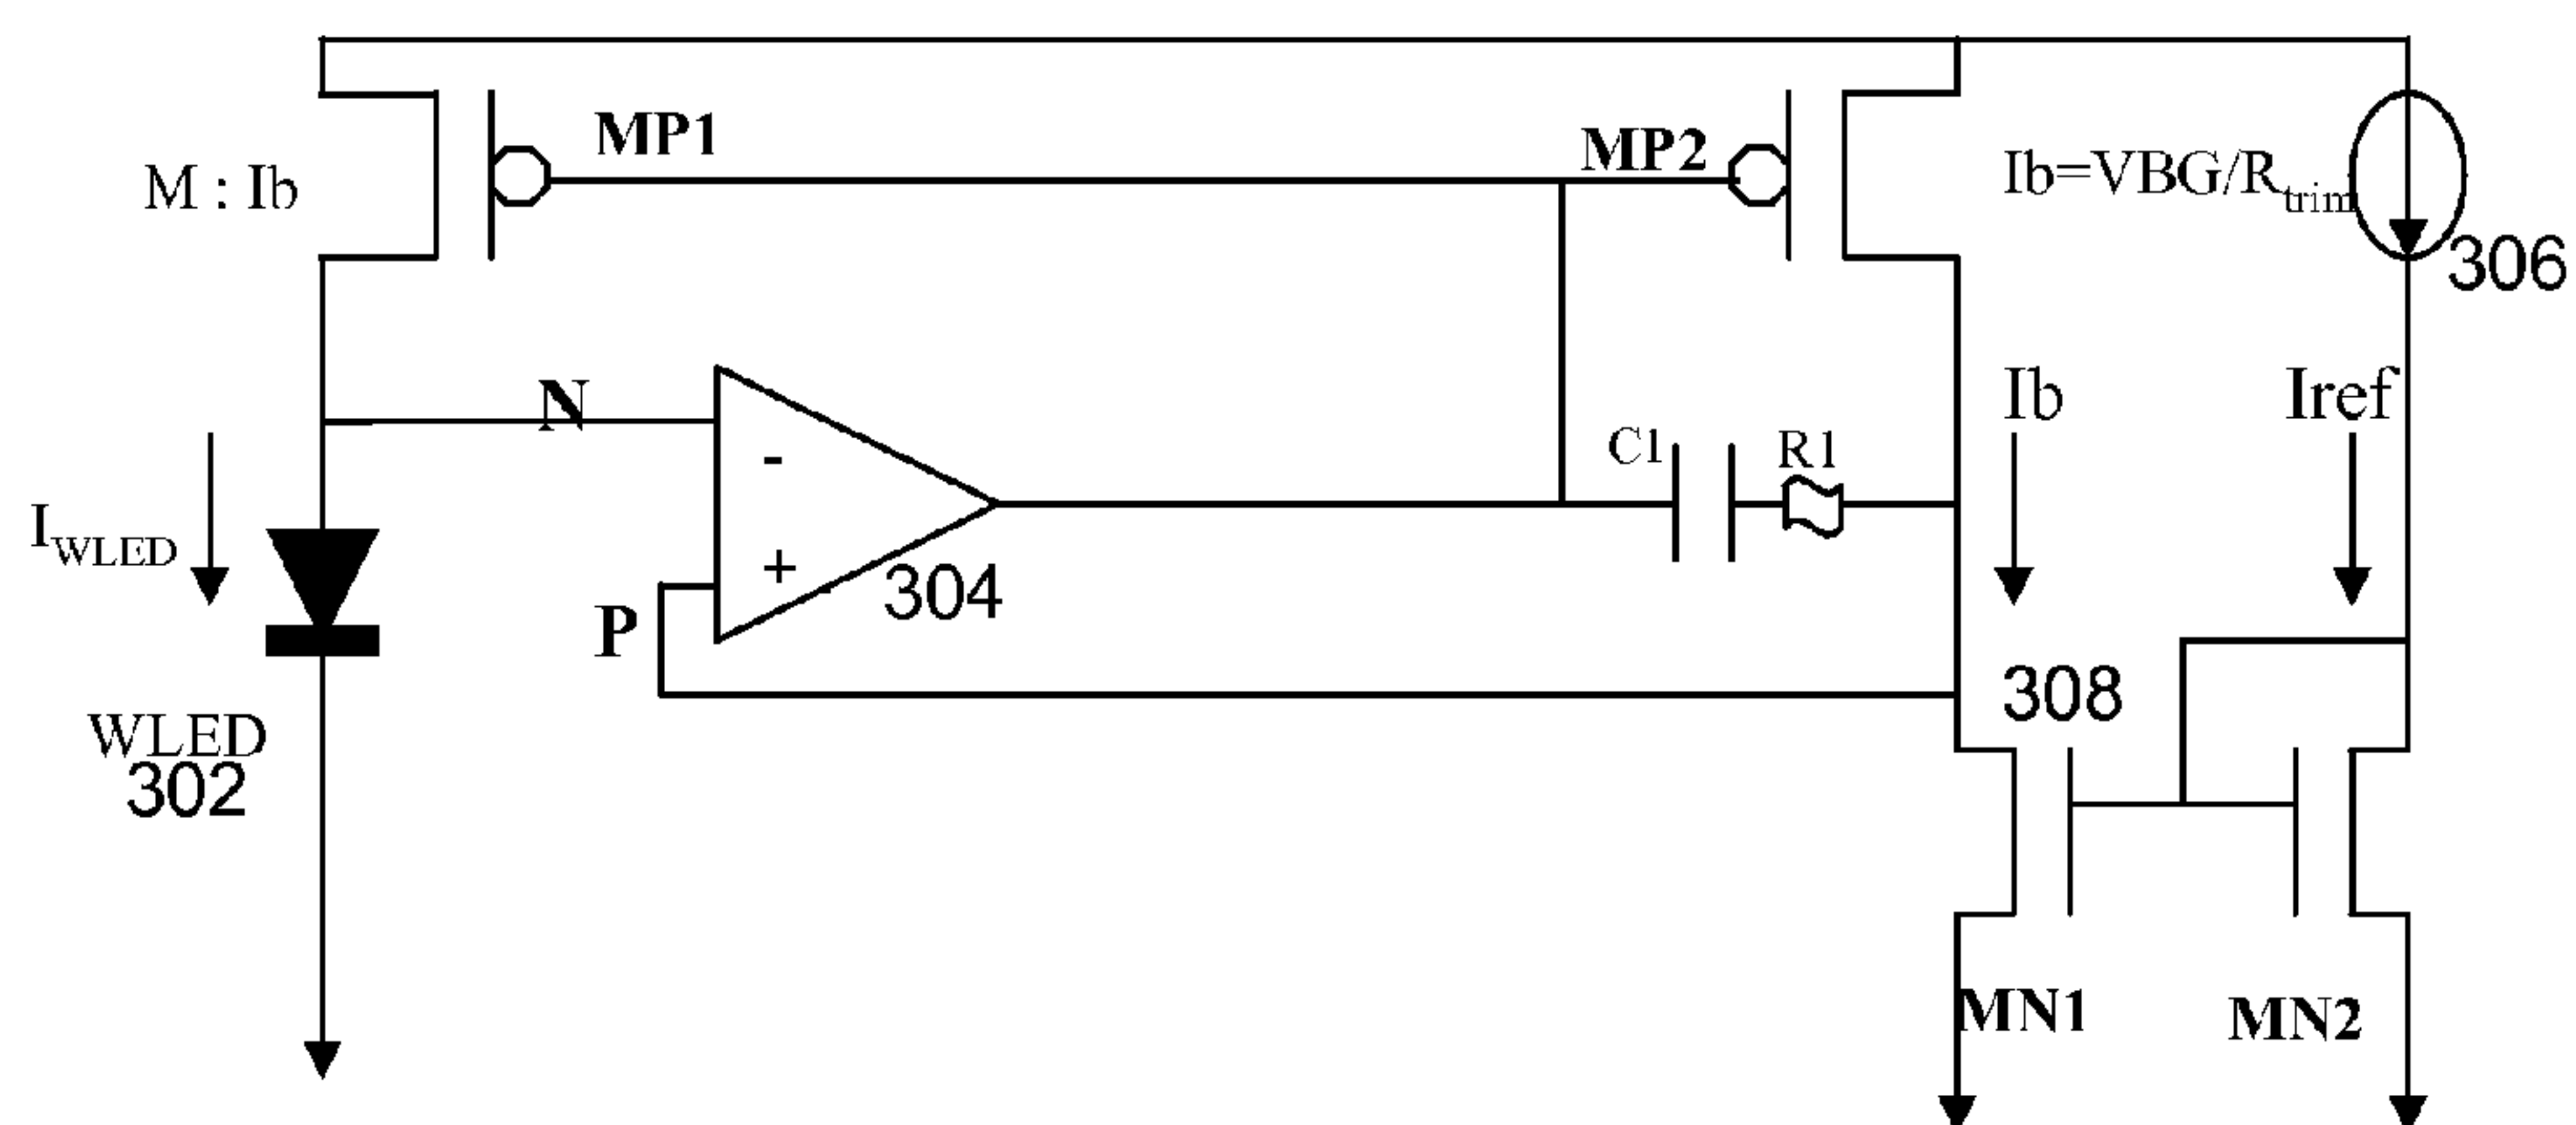 MP1
MP2
M : Ib
Ib=VBG/Rtrim
306
N
Ib
Iref
C1
R1
-
IWLED
+
304
P
308
WLED
302
MN1
MN2